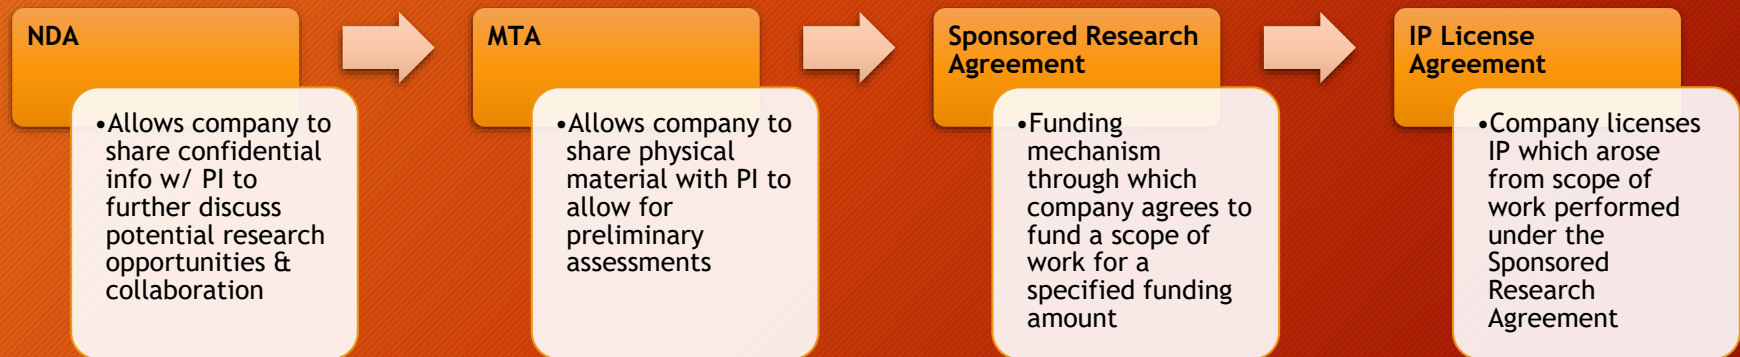 NDA
•Allows company to
share confidential
info w/ PI to
further discuss
potential research
opportunities &
collaboration
MTA
•Allows company to
share physical
material with PI to
allow for
preliminary
assessments
Sponsored Research
Agreement
•Funding
mechanism
through which
company agrees to
fund a scope of
work for a
specified funding
amount
IP License
Agreement
•Company licenses
IP which arose
from scope of
work performed
under the
Sponsored
Research
Agreement